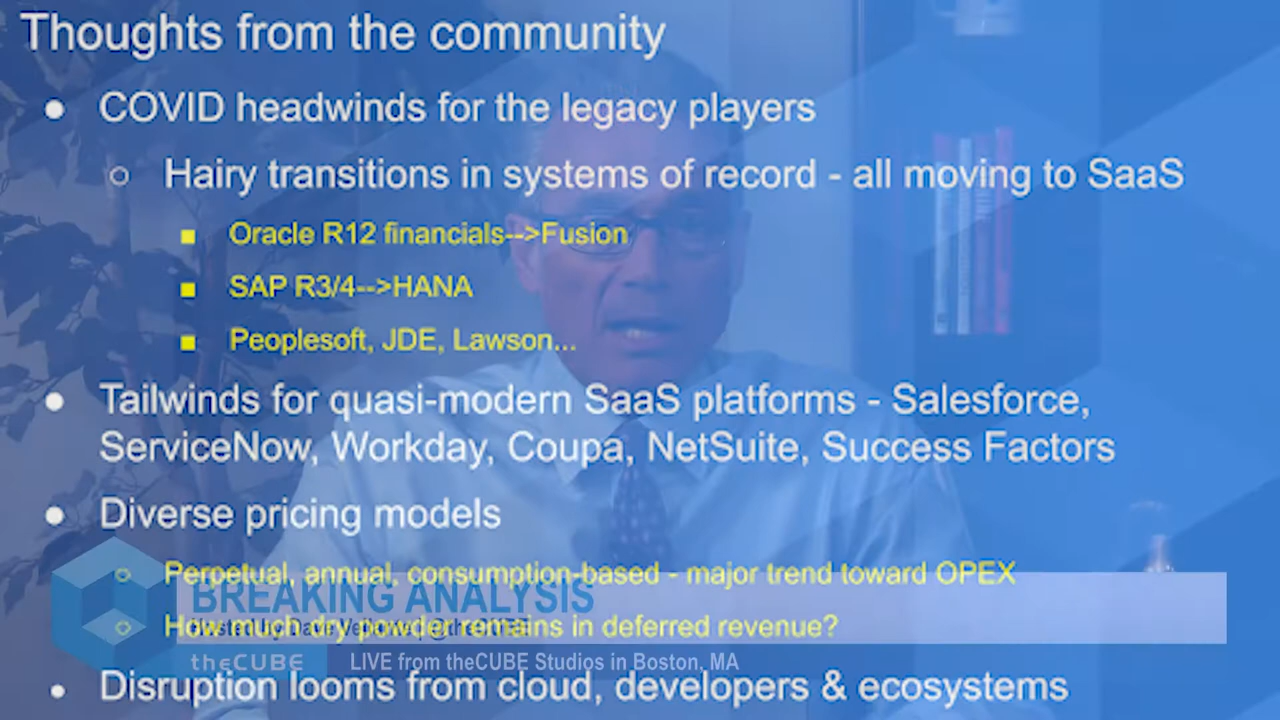 Thoughts from the community
● COVID headwinds for the legacy players
○ Hairy transitions in systems of record - all moving to SaaS
■ Oracle R12 financials-->Fusion
■ SAP R3/4-->HANA
■ Peoplesoft, JDE, Lawson...
● Tailwinds for quasi-modern SaaS platforms - Salesforce,
ServiceNow, Workday, Coupa, NetSuite, Success Factors
● Diverse pricing models
○ Perpetual, annual, consumption-based - major trend toward OPEX
BREAKING ANALYSIS
○ How much dry powder remains in deferred revenue?
Hosted by Dave
theCUBE
LIVE from theCUBE Studios in Boston, MA
● Disruption looms from cloud, developers & ecosystems